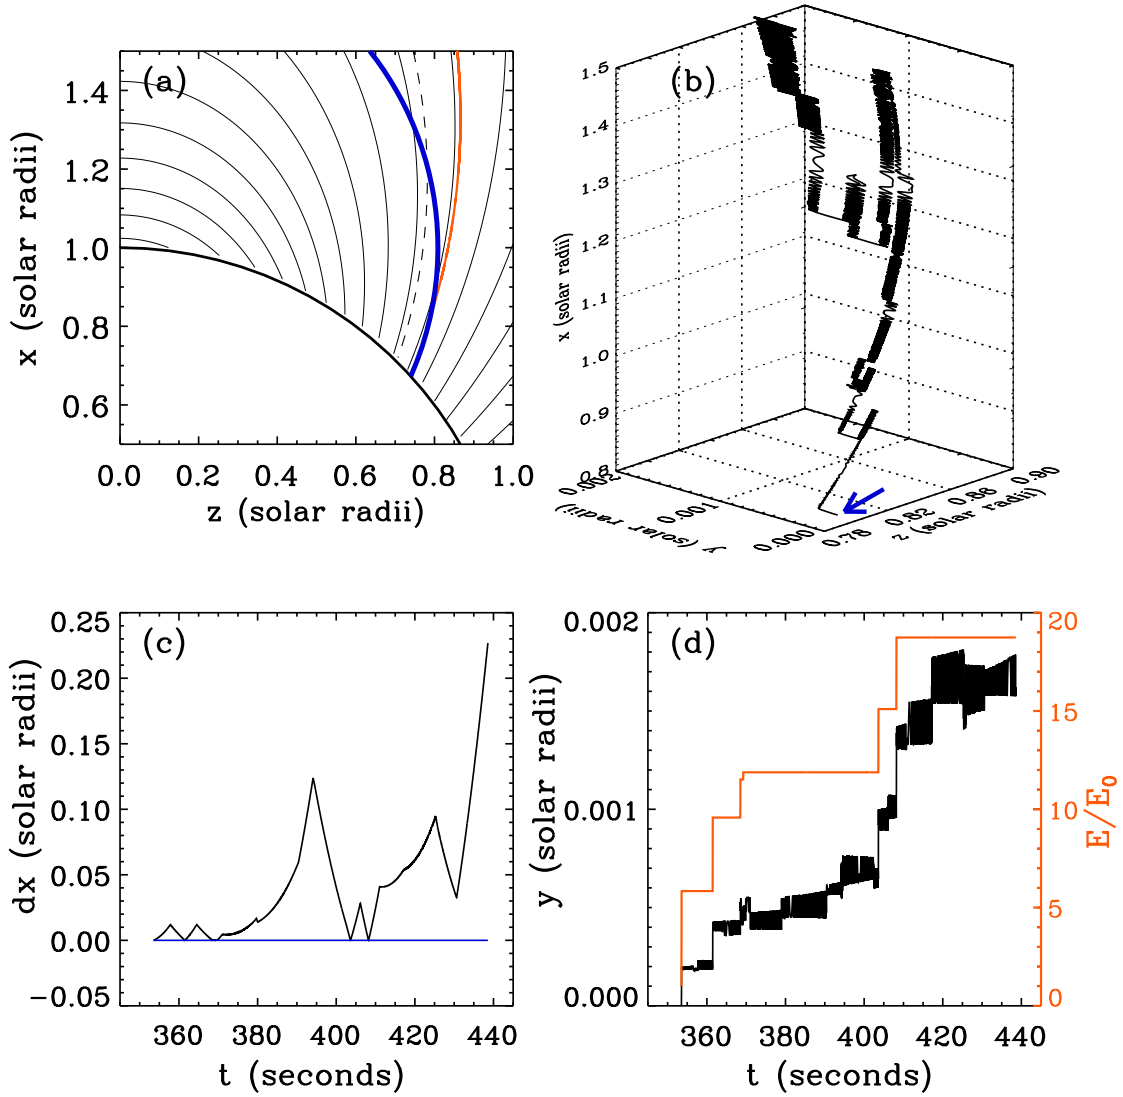 (a)
1.4
1.2
1.0
0.8
0.6
x (solar radii)
0.0 0.2 0.4 0.6 0.8 1.0
z (solar radii)
(b)
1.5
1.4
1.3
1.2
1.1
1.0
0.9
0.8
x (solar radii)
0.002
0.001
0.000
y (solar radii)
0.78
0.82
0.86
0.90
z (solar radii)
(c)
0.25
0.20
0.15
0.10
0.05
0.00
−0.05
dx (solar radii)
360 380 400 420 440
t (seconds)
(d)
0.002
0.001
0.000
y (solar radii)
20
15
10
5
0
E/E0
360 380 400 420 440
t (seconds)